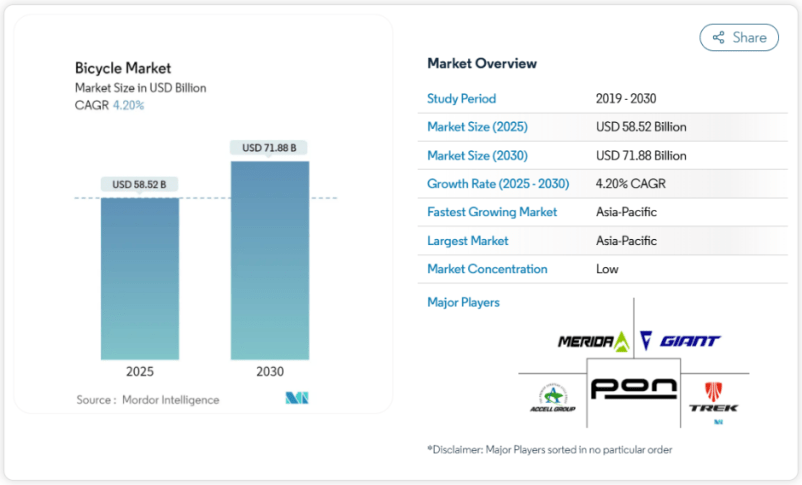 Share
Bicycle Market
Market Size in USD Billion
CAGR 4.20%
USD 58.52 B
USD 71.88 B
2025
2030
Source : Mordor Intelligence
Market Overview
Study Period 2019 - 2030
Market Size (2025) USD 58.52 Billion
Market Size (2030) USD 71.88 Billion
Growth Rate (2025 - 2030) 4.20% CAGR
Fastest Growing Market Asia-Pacific
Largest Market Asia-Pacific
Market Concentration Low
Major Players
MERIDA GIANT
ACCELL GROUP pon TREK
*Disclaimer: Major Players sorted in no particular order